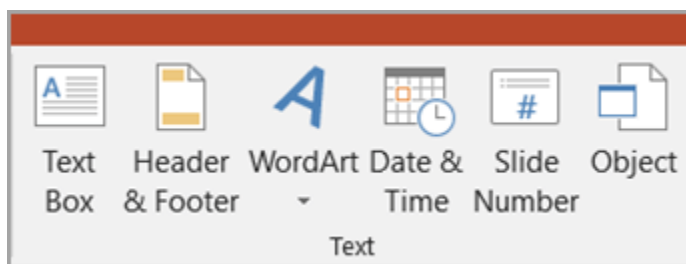 A
#
Text Header WordArt Date & Slide Object
Box & Footer Time Number
Text